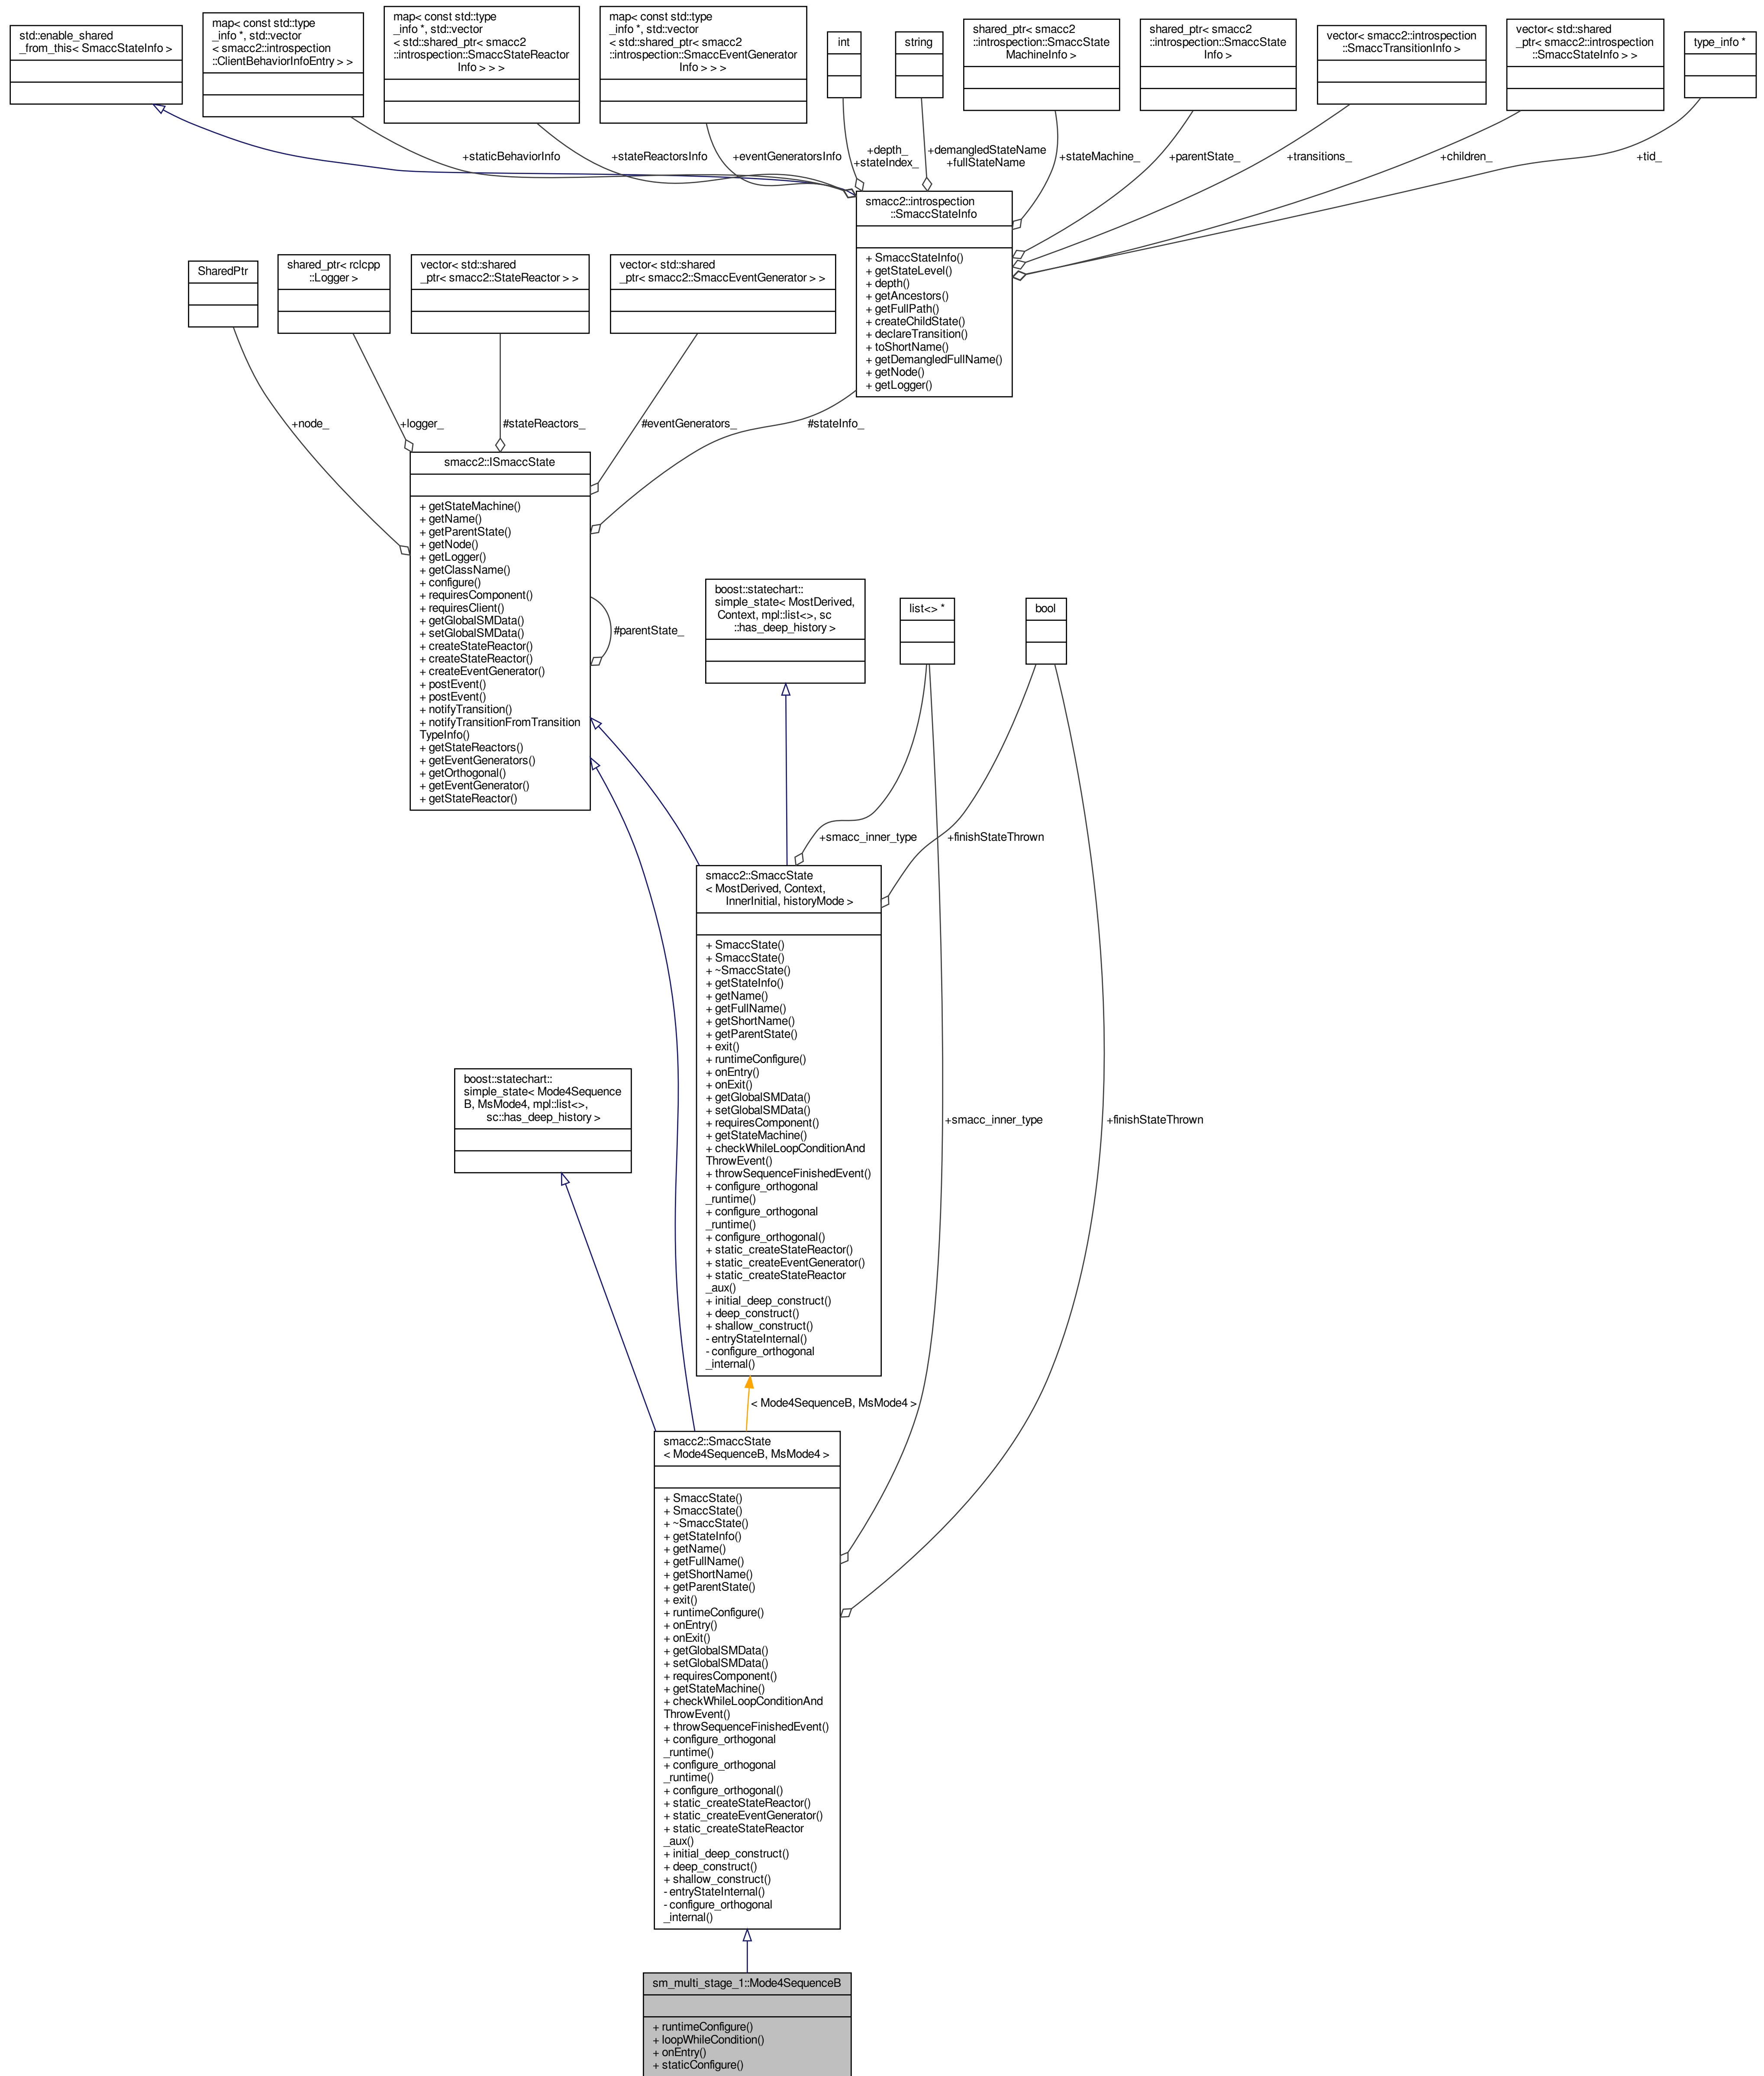 std::enable_shared
_from_this< SmaccStateInfo >
map< const std::type
_info *, std::vector
< smacc2::introspection
::ClientBehaviorInfoEntry > >
map< const std::type
_info *, std::vector
< std::shared_ptr< smacc2
::introspection::SmaccStateReactor
Info > > >
map< const std::type
_info *, std::vector
< std::shared_ptr< smacc2
::introspection::SmaccEventGenerator
Info > > >
int
string
shared_ptr< smacc2
::introspection::SmaccState
MachineInfo >
shared_ptr< smacc2
::introspection::SmaccState
Info >
vector< smacc2::introspection
::SmaccTransitionInfo >
vector< std::shared
_ptr< smacc2::introspection
::SmaccStateInfo > >
type_info *
+staticBehaviorInfo
+stateReactorsInfo
+eventGeneratorsInfo
+depth_
+stateIndex_
+demangledStateName
+fullStateName
+stateMachine_
+parentState_
+transitions_
+children_
+tid_
smacc2::introspection
::SmaccStateInfo
+ SmaccStateInfo()
+ getStateLevel()
+ depth()
+ getAncestors()
+ getFullPath()
+ createChildState()
+ declareTransition()
+ toShortName()
+ getDemangledFullName()
+ getNode()
+ getLogger()
SharedPtr
shared_ptr< rclcpp
::Logger >
vector< std::shared
_ptr< smacc2::StateReactor > >
vector< std::shared
_ptr< smacc2::SmaccEventGenerator > >
+node_
+logger_
#stateReactors_
#eventGenerators_
#stateInfo_
smacc2::ISmaccState
+ getStateMachine()
+ getName()
+ getParentState()
+ getNode()
+ getLogger()
+ getClassName()
+ configure()
+ requiresComponent()
+ requiresClient()
+ getGlobalSMData()
+ setGlobalSMData()
+ createStateReactor()
+ createStateReactor()
+ createEventGenerator()
+ postEvent()
+ postEvent()
+ notifyTransition()
+ notifyTransitionFromTransition
TypeInfo()
+ getStateReactors()
+ getEventGenerators()
+ getOrthogonal()
+ getEventGenerator()
+ getStateReactor()
#parentState_
boost::statechart::
simple_state< MostDerived,
Context, mpl::list<>, sc
::has_deep_history >
list<> *
bool
+smacc_inner_type
+finishStateThrown
smacc2::SmaccState
< MostDerived, Context,
InnerInitial, historyMode >
+ SmaccState()
+ SmaccState()
+ ~SmaccState()
+ getStateInfo()
+ getName()
+ getFullName()
+ getShortName()
+ getParentState()
+ exit()
+ runtimeConfigure()
+ onEntry()
+ onExit()
+ getGlobalSMData()
+ setGlobalSMData()
+ requiresComponent()
+ getStateMachine()
+ checkWhileLoopConditionAnd
ThrowEvent()
+ throwSequenceFinishedEvent()
+ configure_orthogonal
_runtime()
+ configure_orthogonal
_runtime()
+ configure_orthogonal()
+ static_createStateReactor()
+ static_createEventGenerator()
+ static_createStateReactor
_aux()
+ initial_deep_construct()
+ deep_construct()
+ shallow_construct()
- entryStateInternal()
- configure_orthogonal
_internal()
boost::statechart::
simple_state< Mode4Sequence
B, MsMode4, mpl::list<>,
sc::has_deep_history >
+smacc_inner_type
+finishStateThrown
< Mode4SequenceB, MsMode4 >
smacc2::SmaccState
< Mode4SequenceB, MsMode4 >
+ SmaccState()
+ SmaccState()
+ ~SmaccState()
+ getStateInfo()
+ getName()
+ getFullName()
+ getShortName()
+ getParentState()
+ exit()
+ runtimeConfigure()
+ onEntry()
+ onExit()
+ getGlobalSMData()
+ setGlobalSMData()
+ requiresComponent()
+ getStateMachine()
+ checkWhileLoopConditionAnd
ThrowEvent()
+ throwSequenceFinishedEvent()
+ configure_orthogonal
_runtime()
+ configure_orthogonal
_runtime()
+ configure_orthogonal()
+ static_createStateReactor()
+ static_createEventGenerator()
+ static_createStateReactor
_aux()
+ initial_deep_construct()
+ deep_construct()
+ shallow_construct()
- entryStateInternal()
- configure_orthogonal
_internal()
sm_multi_stage_1::Mode4SequenceB
+ runtimeConfigure()
+ loopWhileCondition()
+ onEntry()
+ staticConfigure()